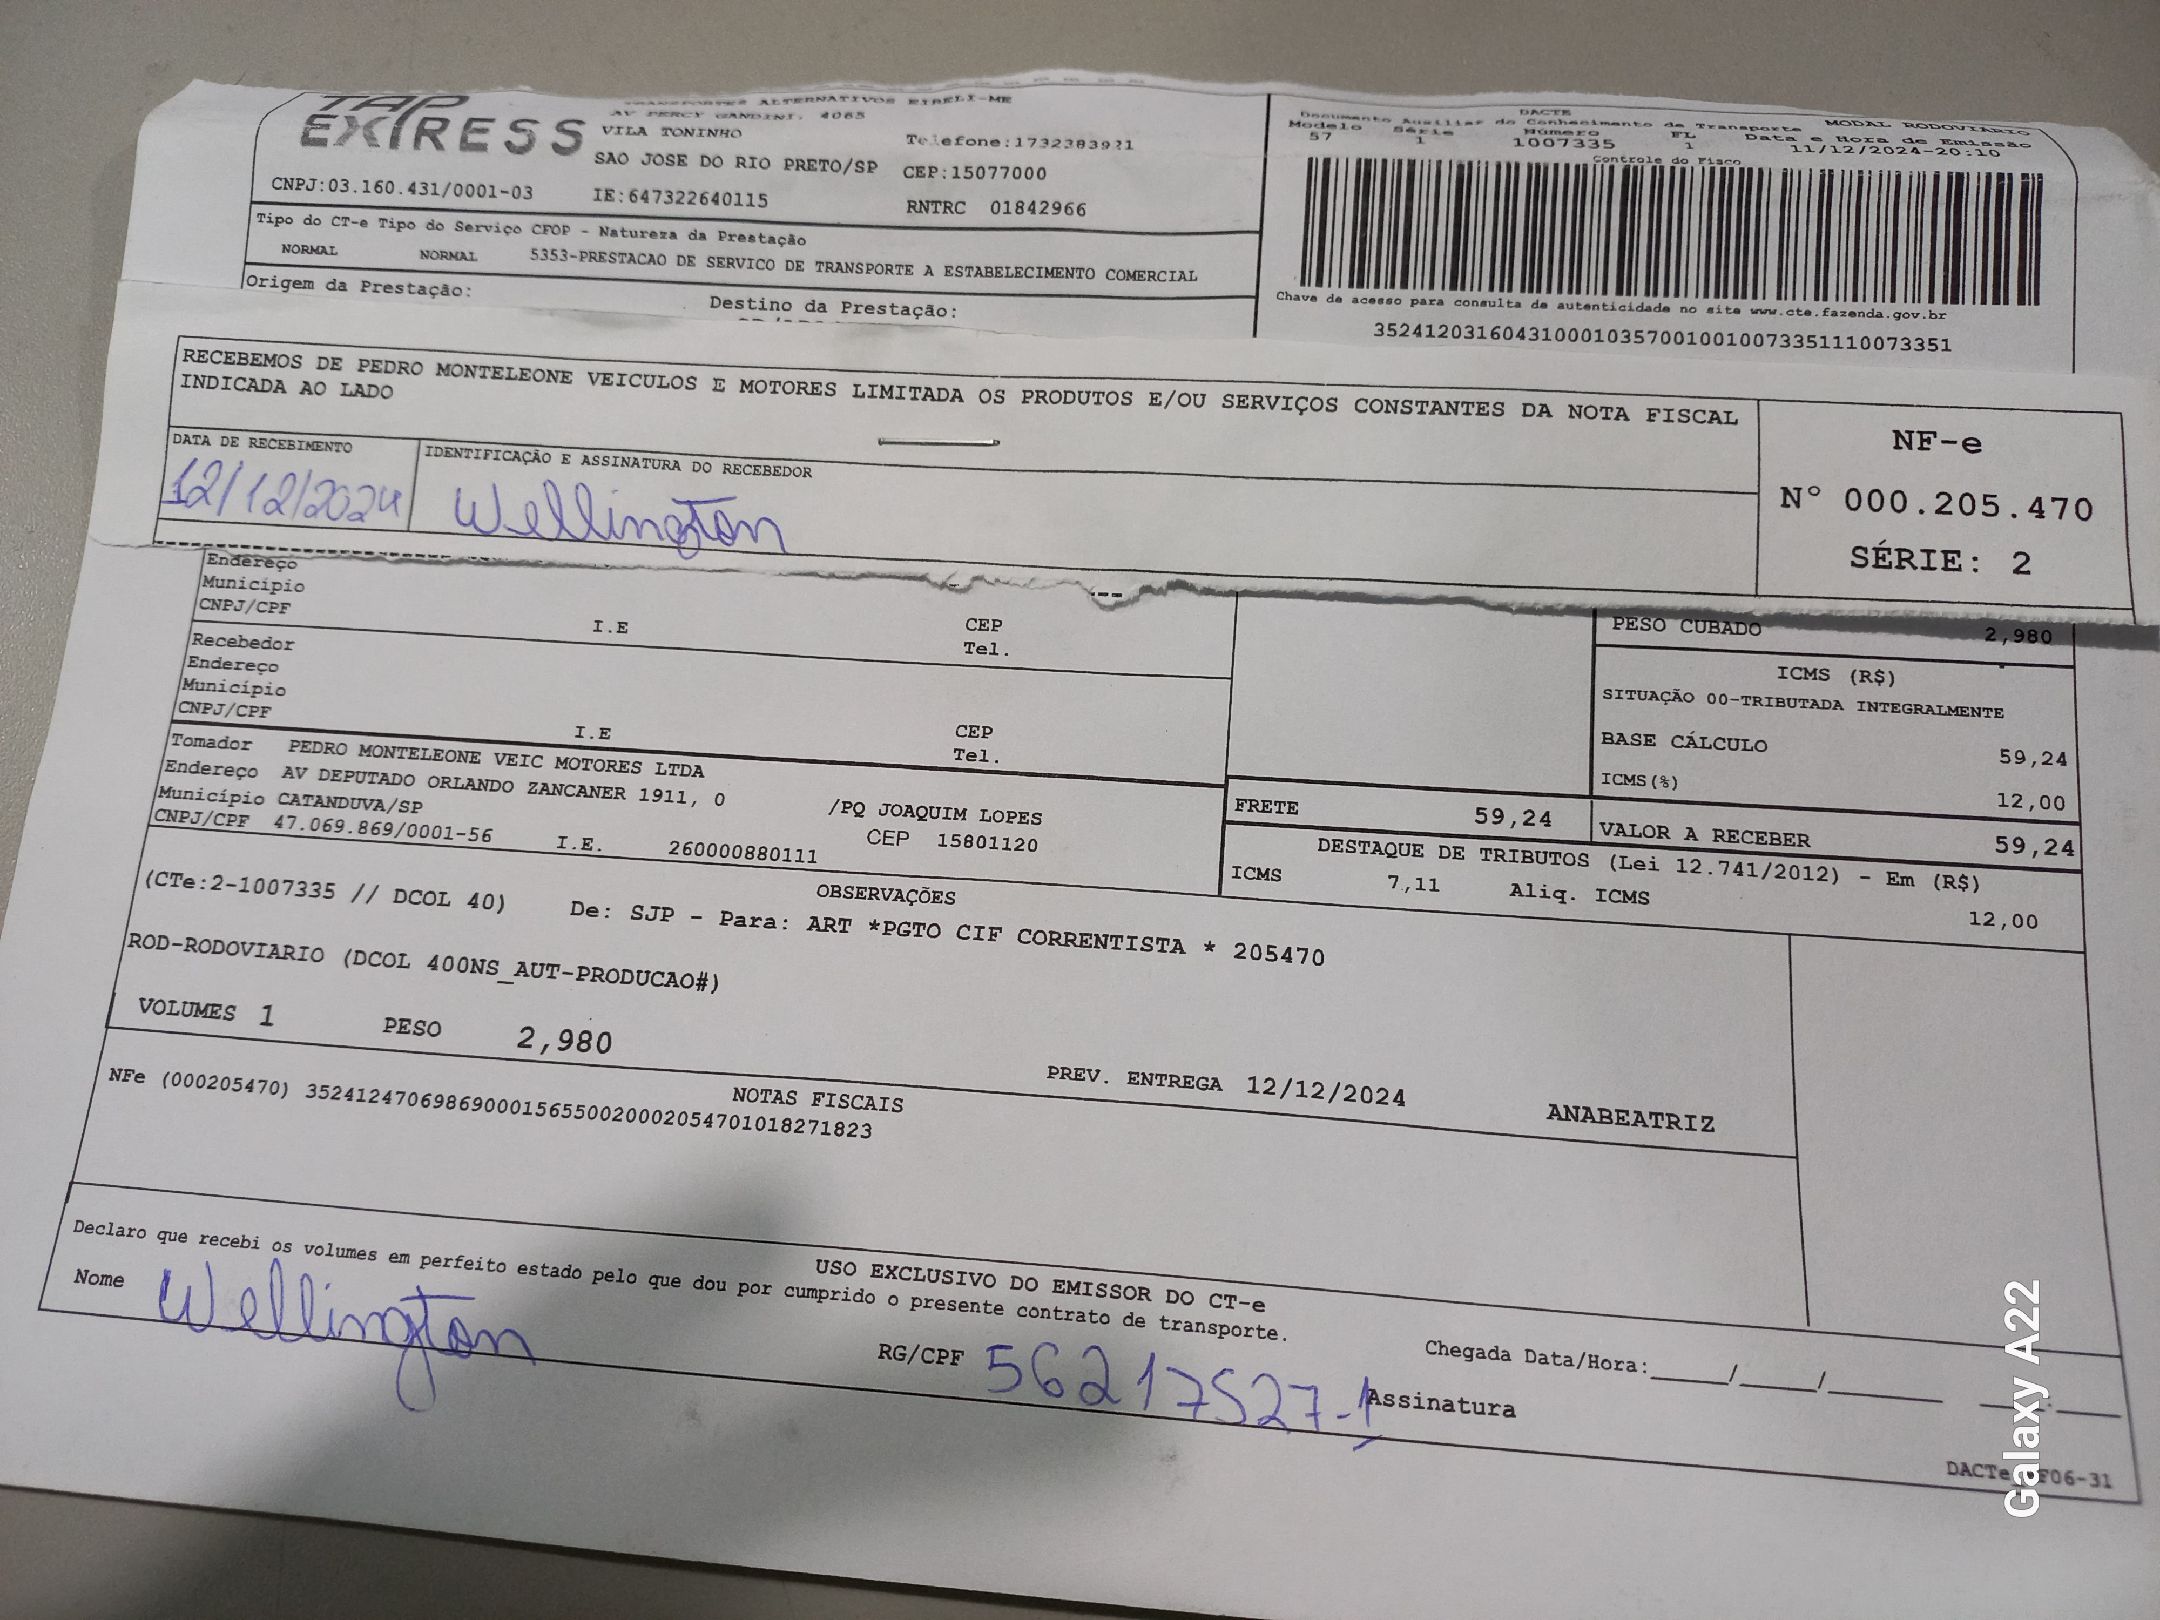 TAP
EXPRESS
TRANSPORTES ALTERNATIVOS EIRELI-ME
AV PERCY GANDINI, 4065
VILA TONINHO
Telefone:1732383921
SAO JOSE DO RIO PRETO/SP CEP:15077000
CNPJ:03.160.431/0001-03 IE:647322640115 RNTRC 01842966
Tipo do CT-e Tipo do Serviço CFOP - Natureza da Prestação
NORMAL NORMAL 5353-PRESTACAO DE SERVICO DE TRANSPORTE A ESTABELECIMENTO COMERCIAL
Origem da Prestação: Destino da Prestação:
DACTE
Documento Auxiliar do Conhecimento de Transporte MODAL RODOVIÁRIO
Modelo Série Número FL Data e Hora de Emissão
57 1 1007335 1 11/12/2024-20:10
Controle do Fisco
Chave de acesso para consulta de autenticidade no site www.cte.fazenda.gov.br
35241203160431000103570010010073351110073351
RECEBEMOS DE PEDRO MONTELEONE VEICULOS E MOTORES LIMITADA OS PRODUTOS E/OU SERVIÇOS CONSTANTES DA NOTA FISCAL
INDICADA AO LADO
DATA DE RECEBIMENTO IDENTIFICAÇÃO E ASSINATURA DO RECEBEDOR
12/12/2024 Wellington
NF-e
N° 000.205.470
SÉRIE: 2
Endereço
Município
CNPJ/CPF I.E CEP
Tel.
Recebedor
Endereço
Município
CNPJ/CPF I.E CEP
Tel.
PESO CUBADO 2,980
ICMS (R$)
SITUAÇÃO 00-TRIBUTADA INTEGRALMENTE
BASE CÁLCULO 59,24
ICMS(%) 12,00
Tomador PEDRO MONTELEONE VEIC MOTORES LTDA
Endereço AV DEPUTADO ORLANDO ZANCANER 1911, 0 /PQ JOAQUIM LOPES
Município CATANDUVA/SP CEP 15801120
CNPJ/CPF 47.069.869/0001-56 I.E. 260000880111
FRETE 59,24 VALOR A RECEBER 59,24
DESTAQUE DE TRIBUTOS (Lei 12.741/2012) - Em (R$)
ICMS 7,11 Aliq. ICMS 12,00
OBSERVAÇÕES
(CTe:2-1007335 // DCOL 40) De: SJP - Para: ART *PGTO CIF CORRENTISTA * 205470
ROD-RODOVIARIO (DCOL 400NS_AUT-PRODUCAO#)
VOLUMES 1 PESO 2,980 PREV. ENTREGA 12/12/2024 ANABEATRIZ
NOTAS FISCAIS
NFe (000205470) 35241247069869000156550020002054701018271823
USO EXCLUSIVO DO EMISSOR DO CT-e
Declaro que recebi os volumes em perfeito estado pelo que dou por cumprido o presente contrato de transporte.
Nome Wellington RG/CPF 56217527-1 Assinatura
Chegada Data/Hora:_____/_____/_______ ___:____
DACTe F06-31
Galaxy A22